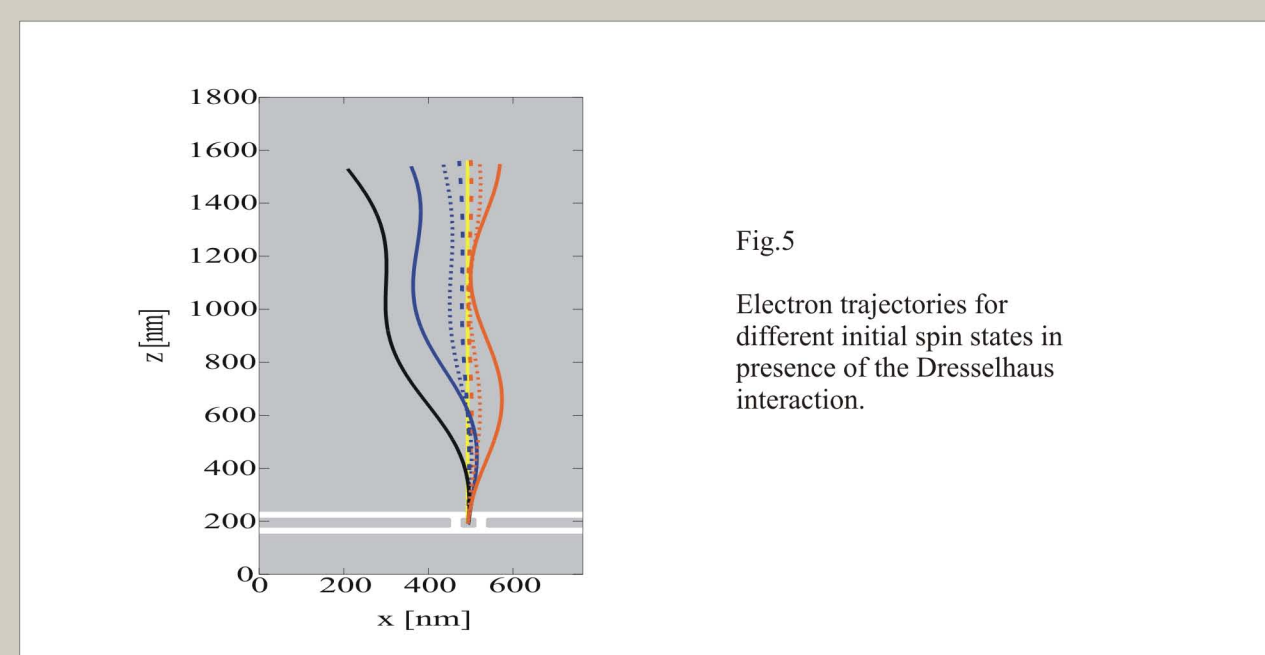 1800
1600
1400
1200
1000
800
600
400
200
0
0 200 400 600
z [nm]
x [nm]
Fig.5
Electron trajectories for
different initial spin states in
presence of the Dresselhaus
interaction.